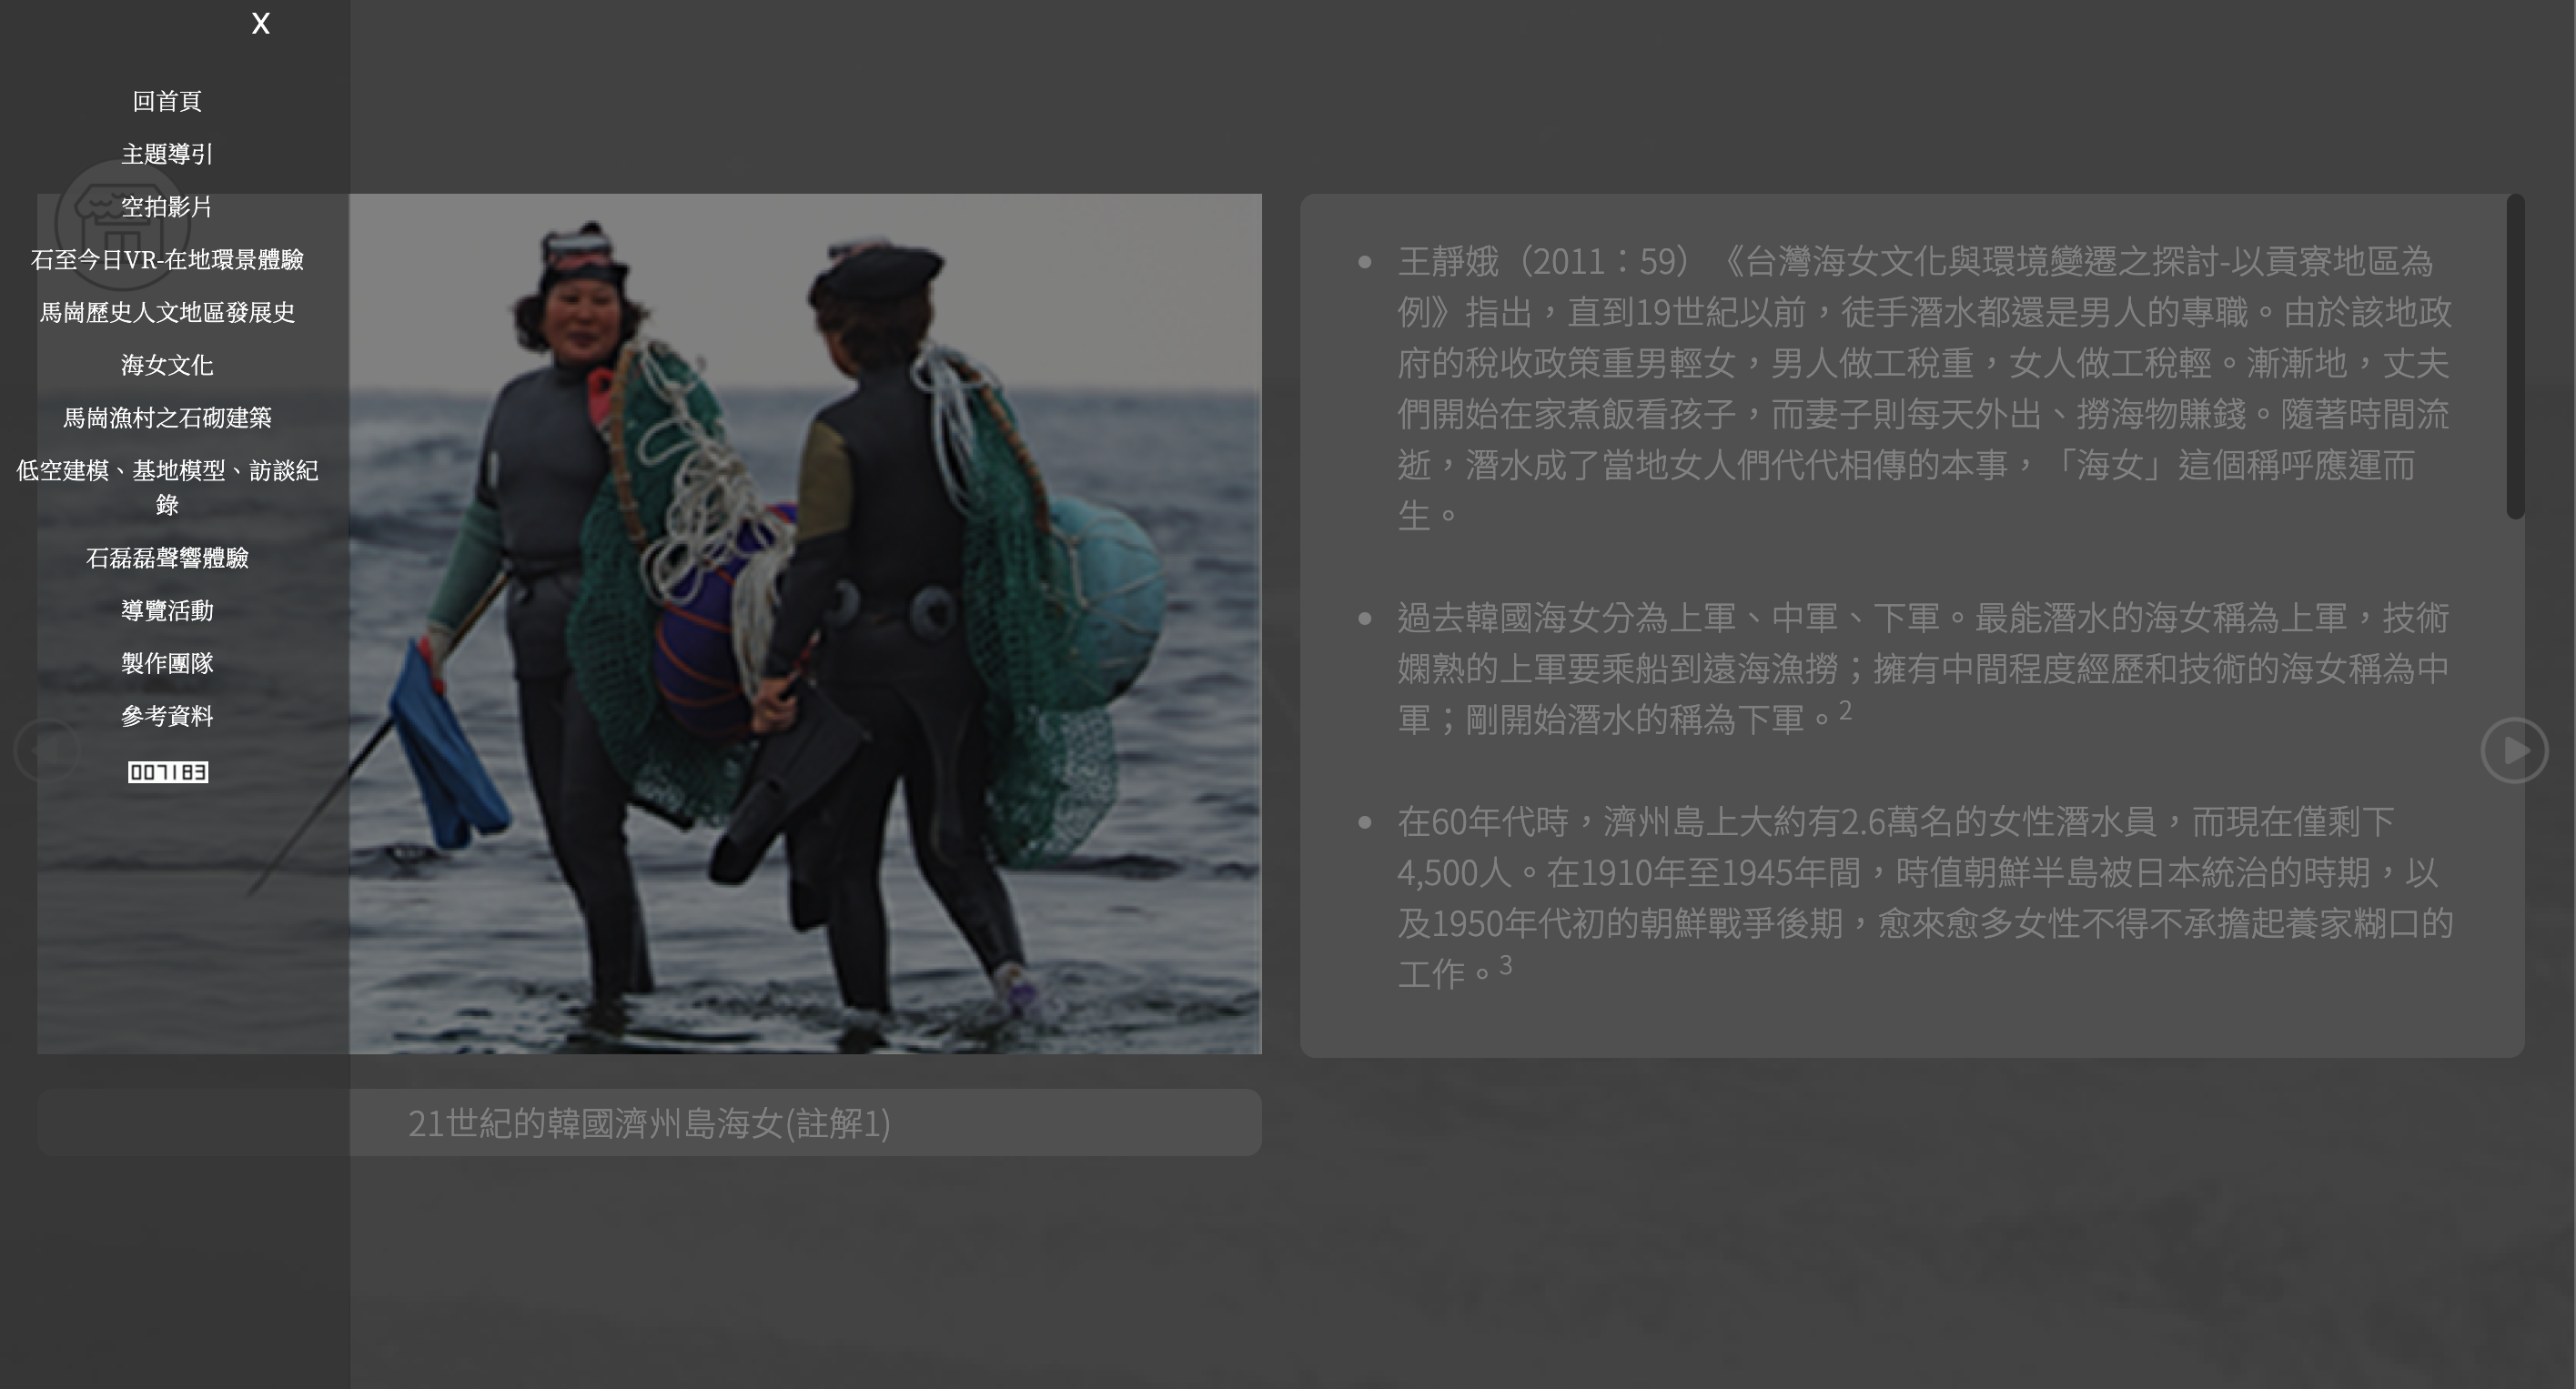 X
回首頁
主題導引
空拍影片
石至今日VR-在地環景體驗
馬崗歷史人文地區發展史
海女文化
馬崗漁村之石砌建築
低空建模、基地模型、訪談紀
錄
石磊磊聲響體驗
導覽活動
製作團隊
參考資料
007183
21世紀的韓國濟州島海女(註解1)
• 王靜娥（2011：59）《台灣海女文化與環境變遷之探討-以貢寮地區為
例》指出，直到19世紀以前，徒手潛水都還是男人的專職。由於該地政
府的稅收政策重男輕女，男人做工稅重，女人做工稅輕。漸漸地，丈夫
們開始在家煮飯看孩子，而妻子則每天外出、撈海物賺錢。隨著時間流
逝，潛水成了當地女人們代代相傳的本事，「海女」這個稱呼應運而
生。
• 過去韓國海女分為上軍、中軍、下軍。最能潛水的海女稱為上軍，技術
嫻熟的上軍要乘船到遠海漁撈；擁有中間程度經歷和技術的海女稱為中
軍；剛開始潛水的稱為下軍。2
• 在60年代時，濟州島上大約有2.6萬名的女性潛水員，而現在僅剩下
4,500人。在1910年至1945年間，時值朝鮮半島被日本統治的時期，以
及1950年代初的朝鮮戰爭後期，愈來愈多女性不得不承擔起養家糊口的
工作。3